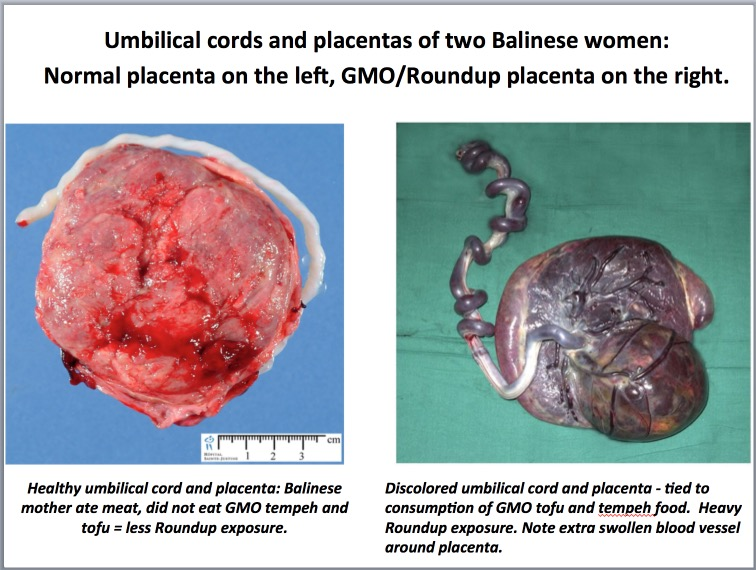 Umbilical cords and placentas of two Balinese women:
Normal placenta on the left, GMO/Roundup placenta on the right.
cm
1 2 3
Healthy umbilical cord and placenta: Balinese
mother ate meat, did not eat GMO tempeh and
tofu = less Roundup exposure.
Discolored umbilical cord and placenta - tied to
consumption of GMO tofu and tempeh food. Heavy
Roundup exposure. Note extra swollen blood vessel
around placenta.